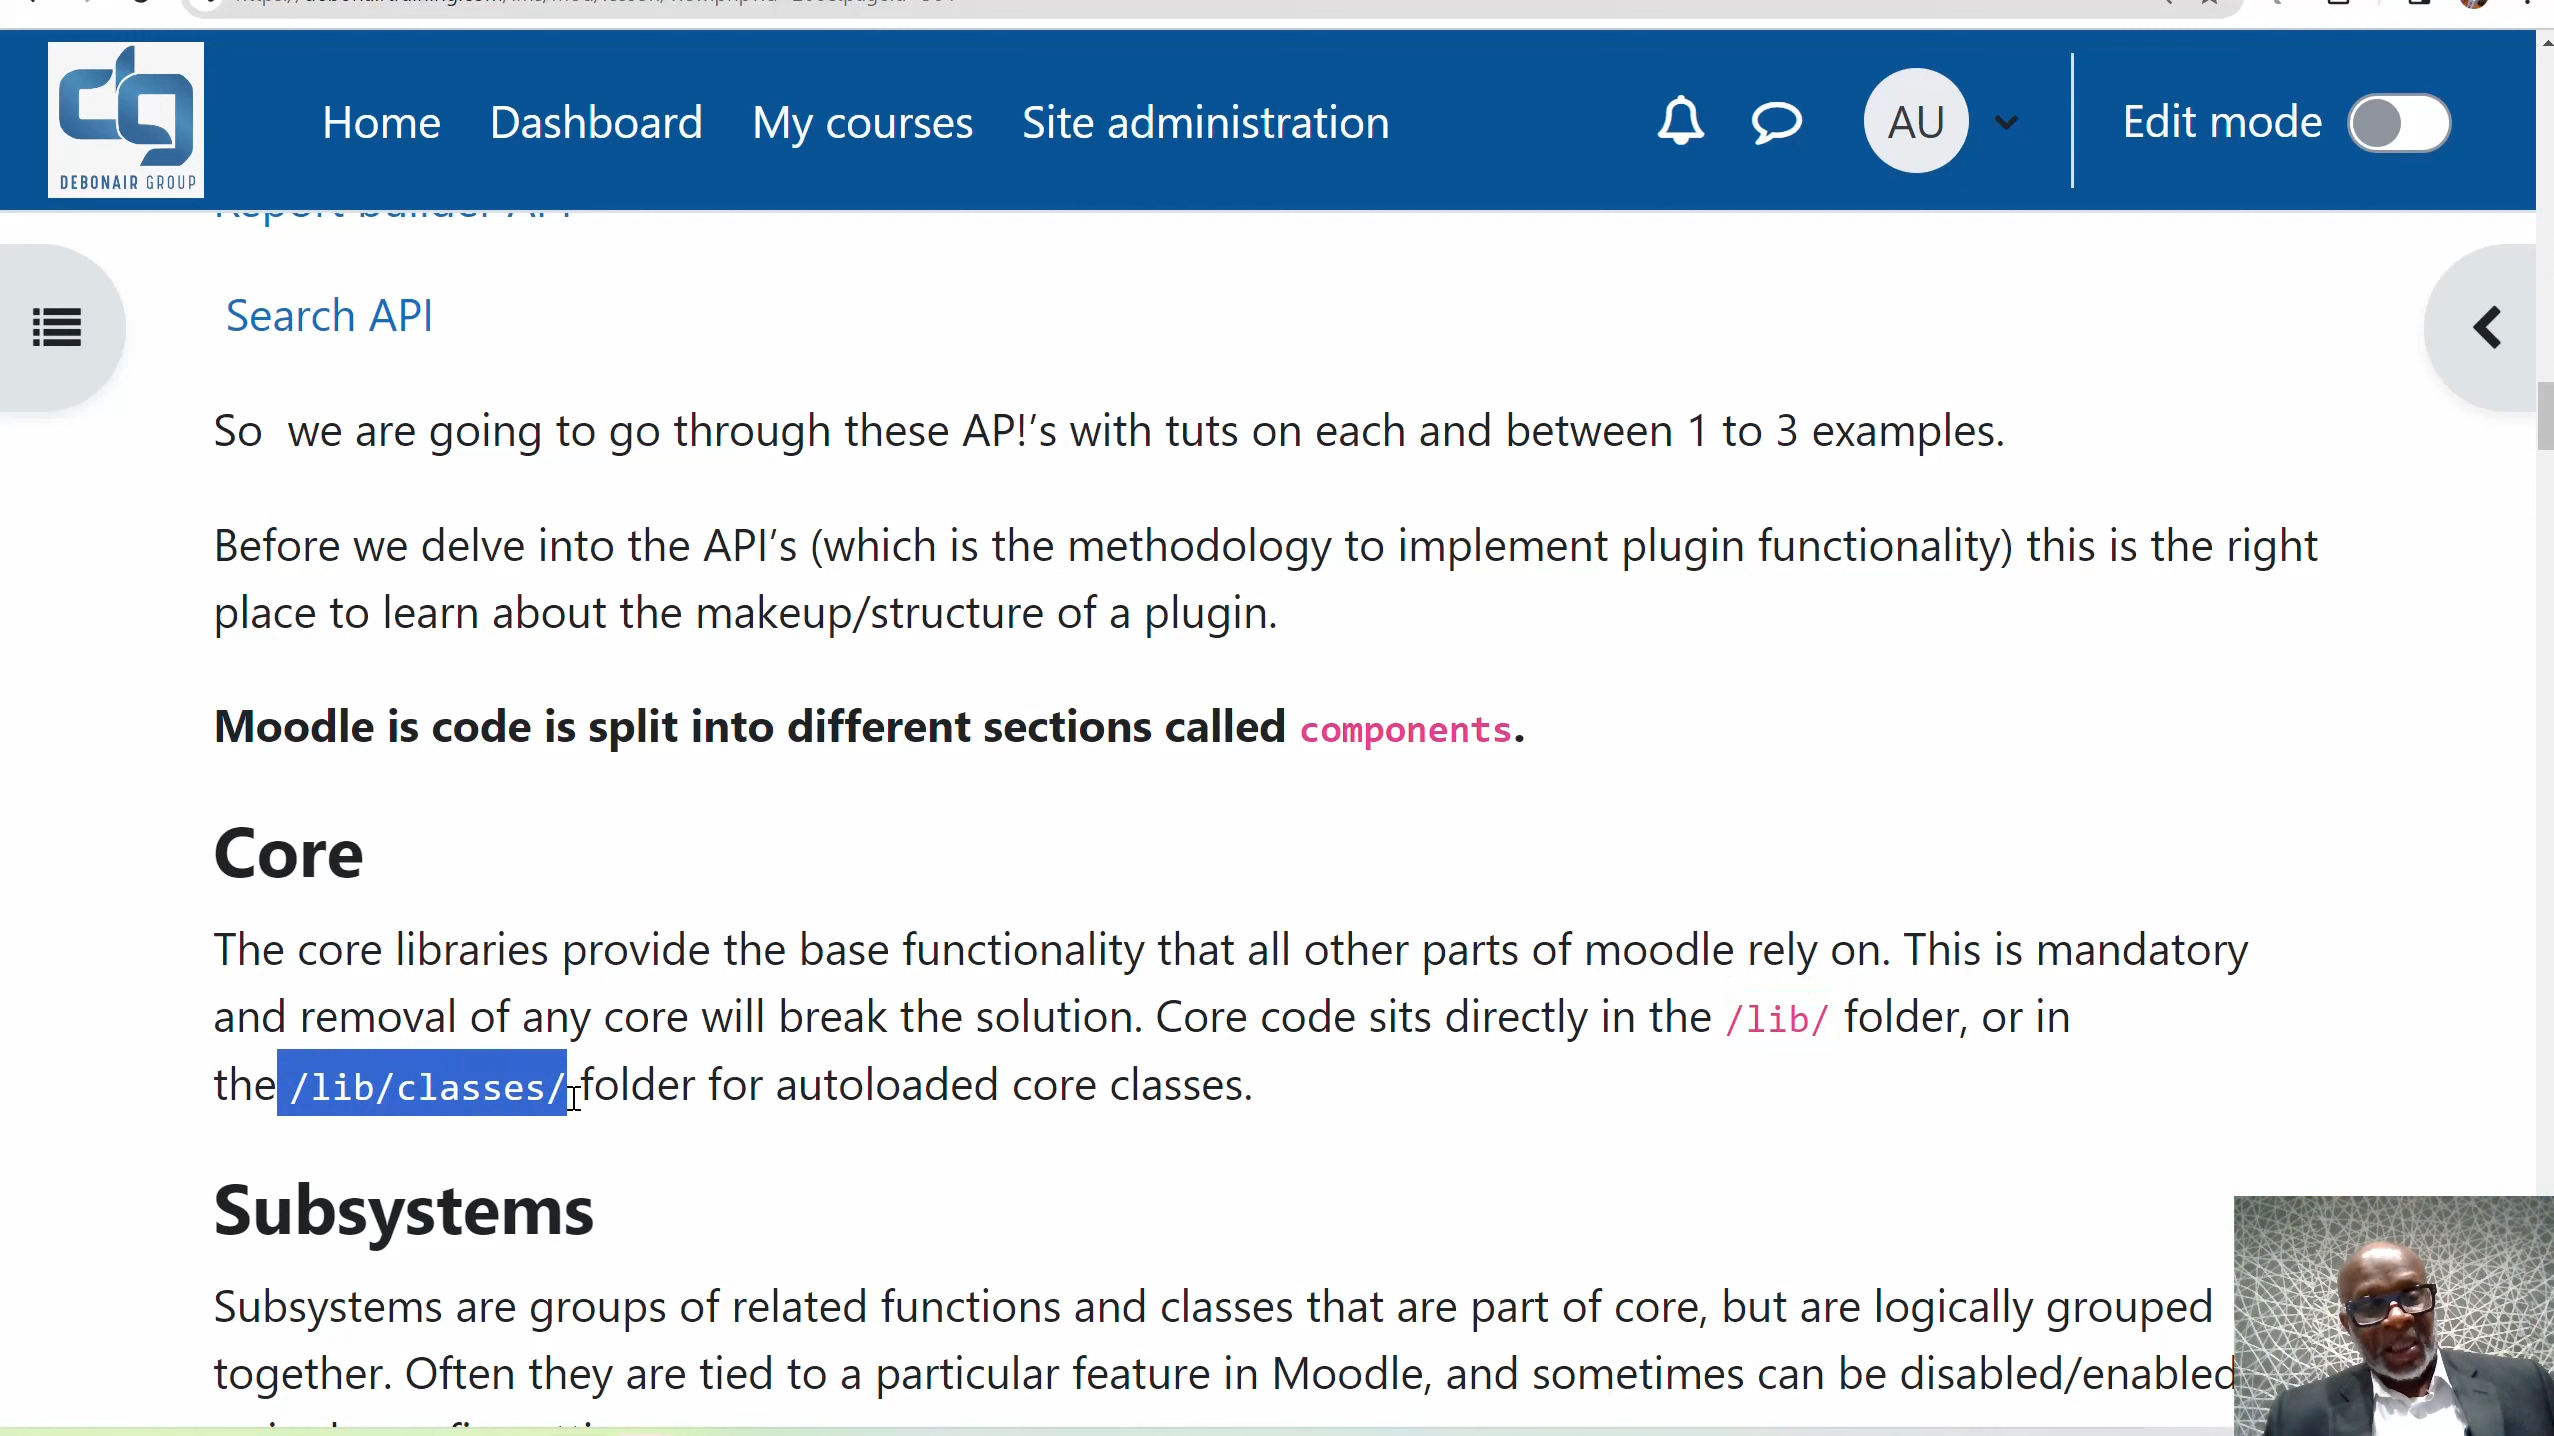 DEBONAIR GROUP
Home Dashboard My courses Site administration AU Edit mode
Report builder API
Search API
So we are going to go through these AP!’s with tuts on each and between 1 to 3 examples.
Before we delve into the API’s (which is the methodology to implement plugin functionality) this is the right
place to learn about the makeup/structure of a plugin.
Moodle is code is split into different sections called components.
Core
The core libraries provide the base functionality that all other parts of moodle rely on. This is mandatory
and removal of any core will break the solution. Core code sits directly in the /lib/ folder, or in
the /lib/classes/ folder for autoloaded core classes.
Subsystems
Subsystems are groups of related functions and classes that are part of core, but are logically grouped
together. Often they are tied to a particular feature in Moodle, and sometimes can be disabled/enabled